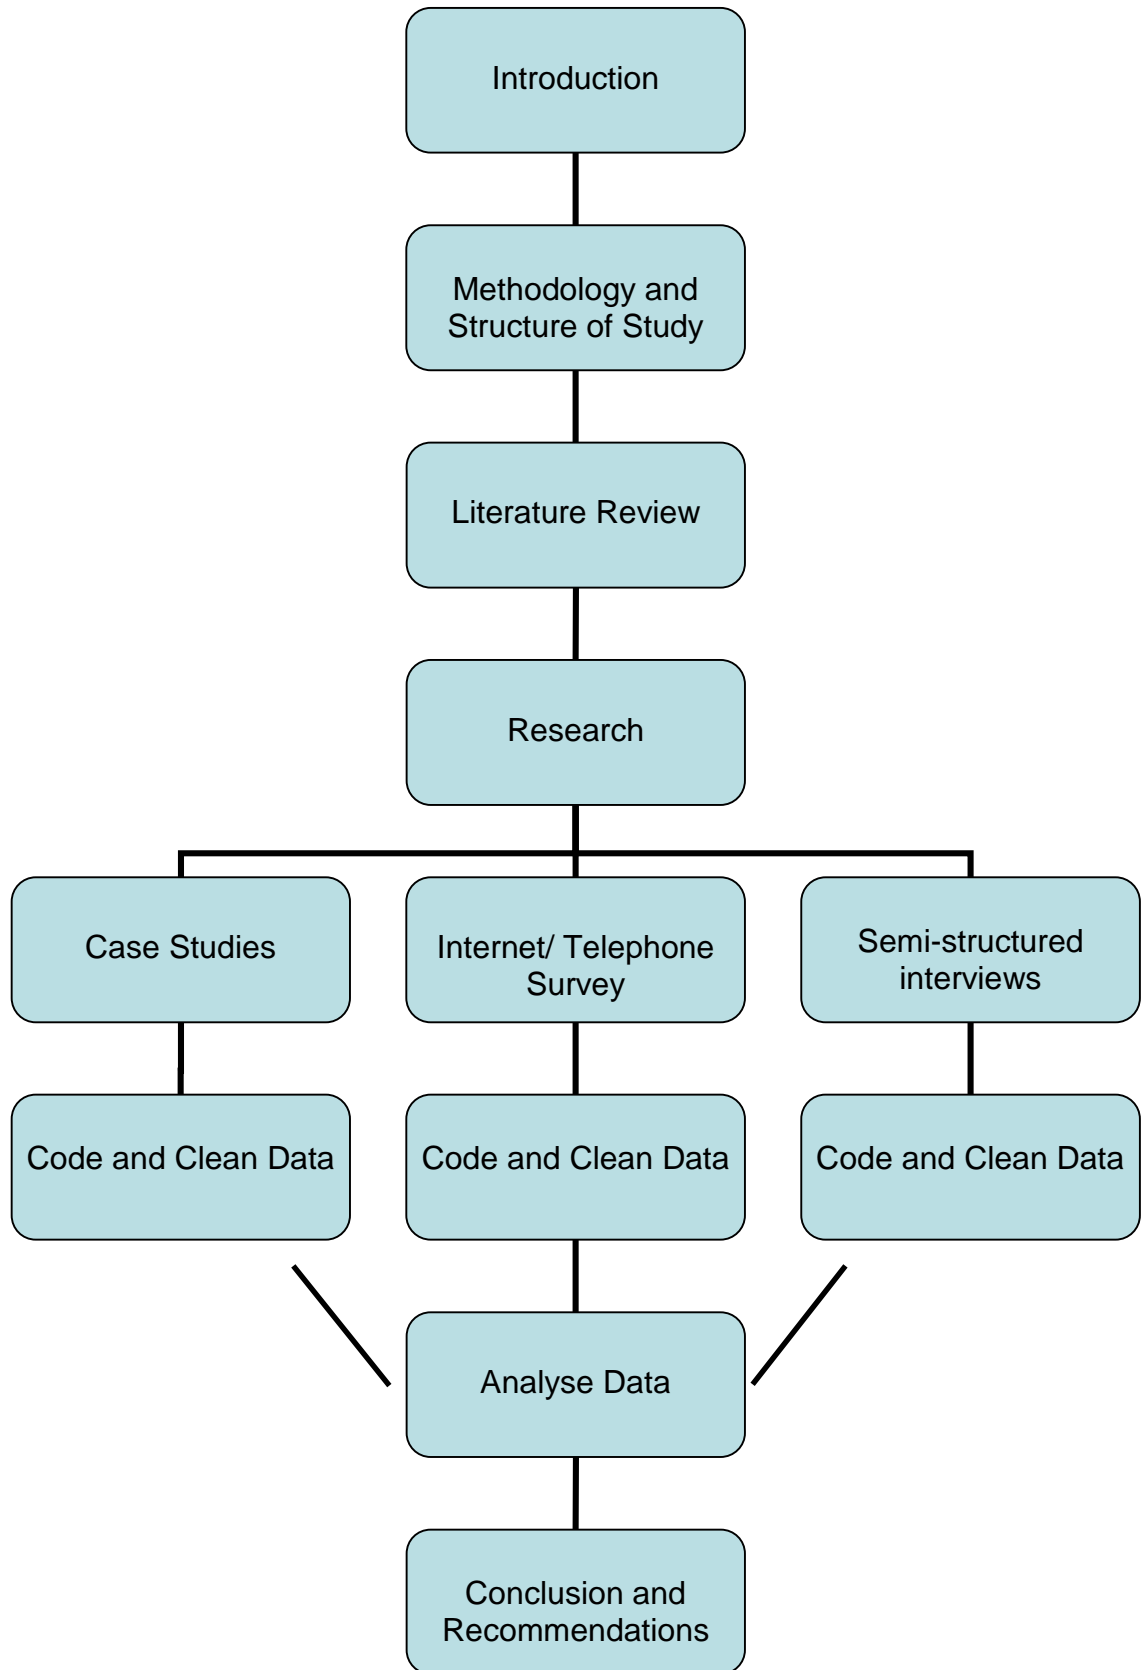 Introduction
Methodology and
Structure of Study
Literature Review
Research
Case Studies
Internet/ Telephone
Survey
Semi-structured
interviews
Code and Clean Data
Code and Clean Data
Code and Clean Data
Analyse Data
Conclusion and
Recommendations